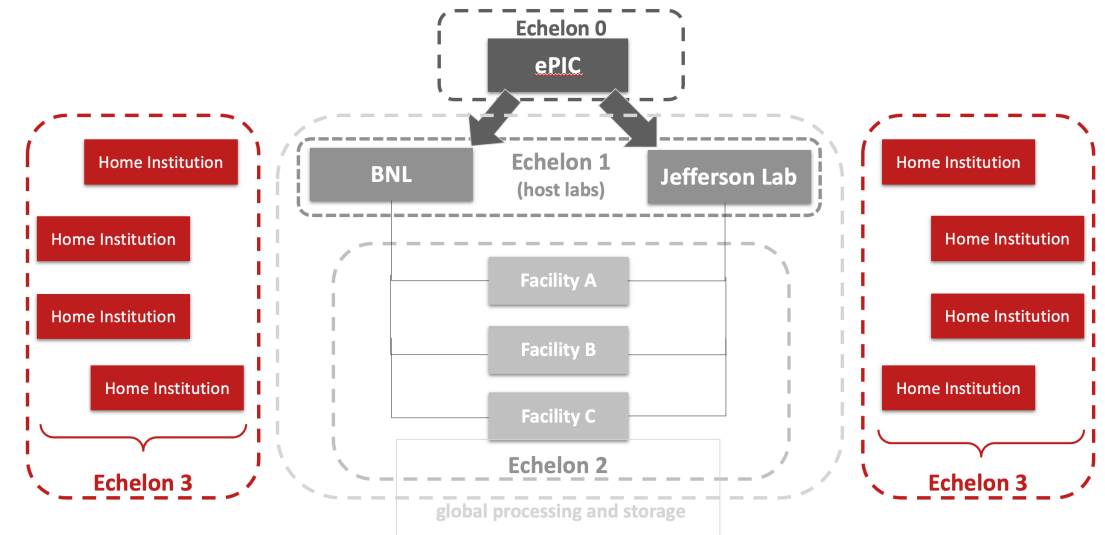 Echelon 0
ePIC
BNL
Echelon 1
(host labs)
Jefferson Lab
Home Institution
Home Institution
Home Institution
Home Institution
Echelon 3
Facility A
Facility B
Facility C
Echelon 2
global processing and storage
Home Institution
Home Institution
Home Institution
Home Institution
Echelon 3